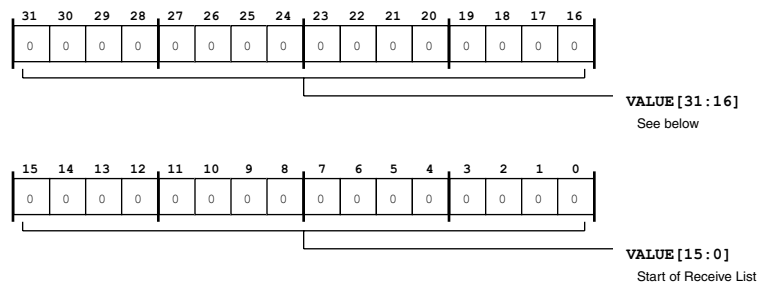 31 30 29 28 27 26 25 24 23 22 21 20 19 18 17 16
0 0 0 0 0 0 0 0 0 0 0 0 0 0 0 0
VALUE[31:16]
See below
15 14 13 12 11 10 9 8 7 6 5 4 3 2 1 0
0 0 0 0 0 0 0 0 0 0 0 0 0 0 0 0
VALUE[15:0]
Start of Receive List